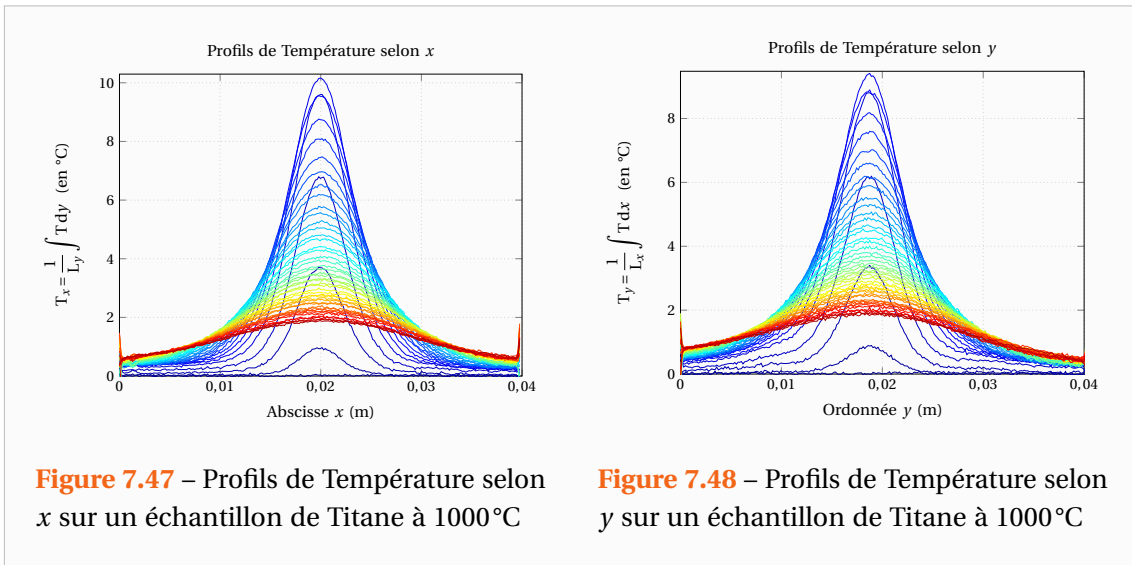 Profils de Température selon x
T_x = 1/L_y ∫ T dy (en °C)
10
8
6
4
2
0
0 0,01 0,02 0,03 0,04
Abscisse x (m)
Profils de Température selon y
T_y = 1/L_x ∫ T dx (en °C)
8
6
4
2
0
0 0,01 0,02 0,03 0,04
Ordonnée y (m)
Figure 7.47 – Profils de Température selon
x sur un échantillon de Titane à 1000 °C
Figure 7.48 – Profils de Température selon
y sur un échantillon de Titane à 1000 °C